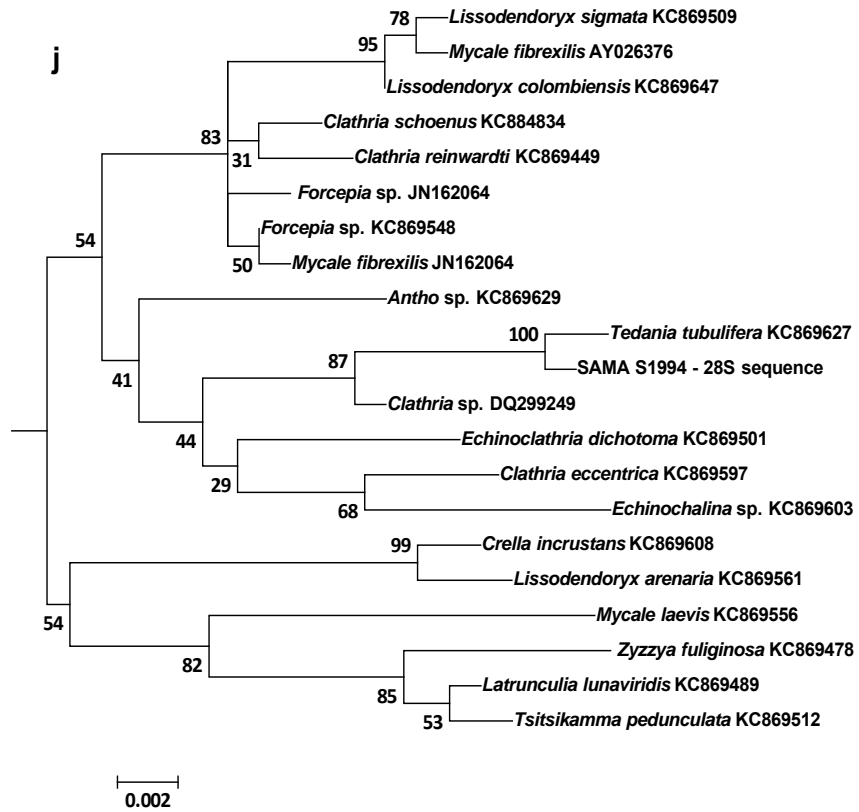 j
78
Lissodendoryx sigmata KC869509
95
Mycale fibrexilis AY026376
Lissodendoryx colombiensis KC869647
83
Clathria schoenus KC884834
31
Clathria reinwardti KC869449
Forcepia sp. JN162064
54
Forcepia sp. KC869548
50
Mycale fibrexilis JN162064
Antho sp. KC869629
100
Tedania tubulifera KC869627
87
SAMA S1994 - 28S sequence
41
Clathria sp. DQ299249
44
Echinoclathria dichotoma KC869501
29
Clathria eccentrica KC869597
68
Echinochalina sp. KC869603
99
Crella incrustans KC869608
Lissodendoryx arenaria KC869561
54
Mycale laevis KC869556
82
Zyzzya fuliginosa KC869478
85
Latrunculia lunaviridis KC869489
53
Tsitsikamma pedunculata KC869512
0.002